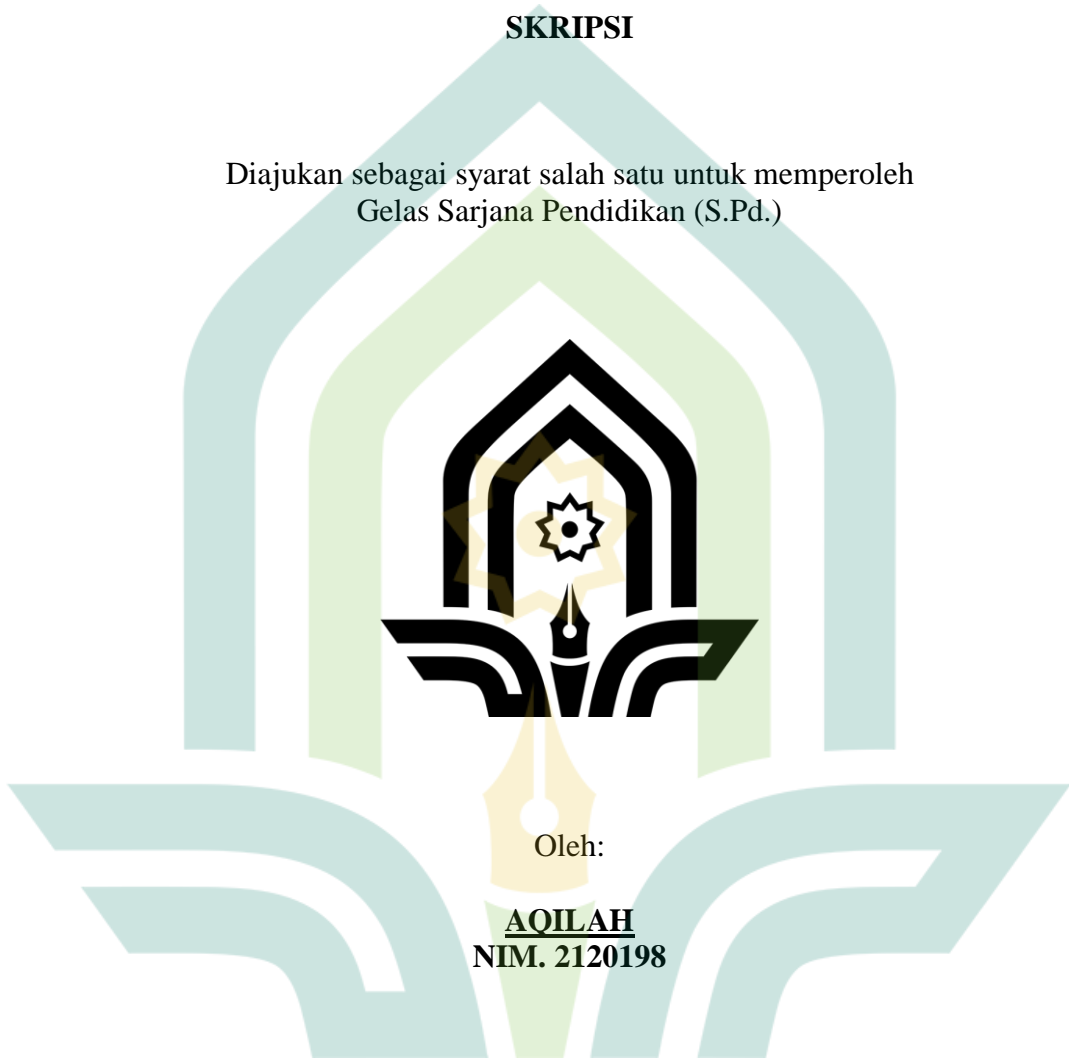 SKRIPSI
Diajukan sebagai syarat salah satu untuk memperoleh
Gelas Sarjana Pendidikan (S.Pd.)
Oleh:
AQILAH
NIM. 2120198